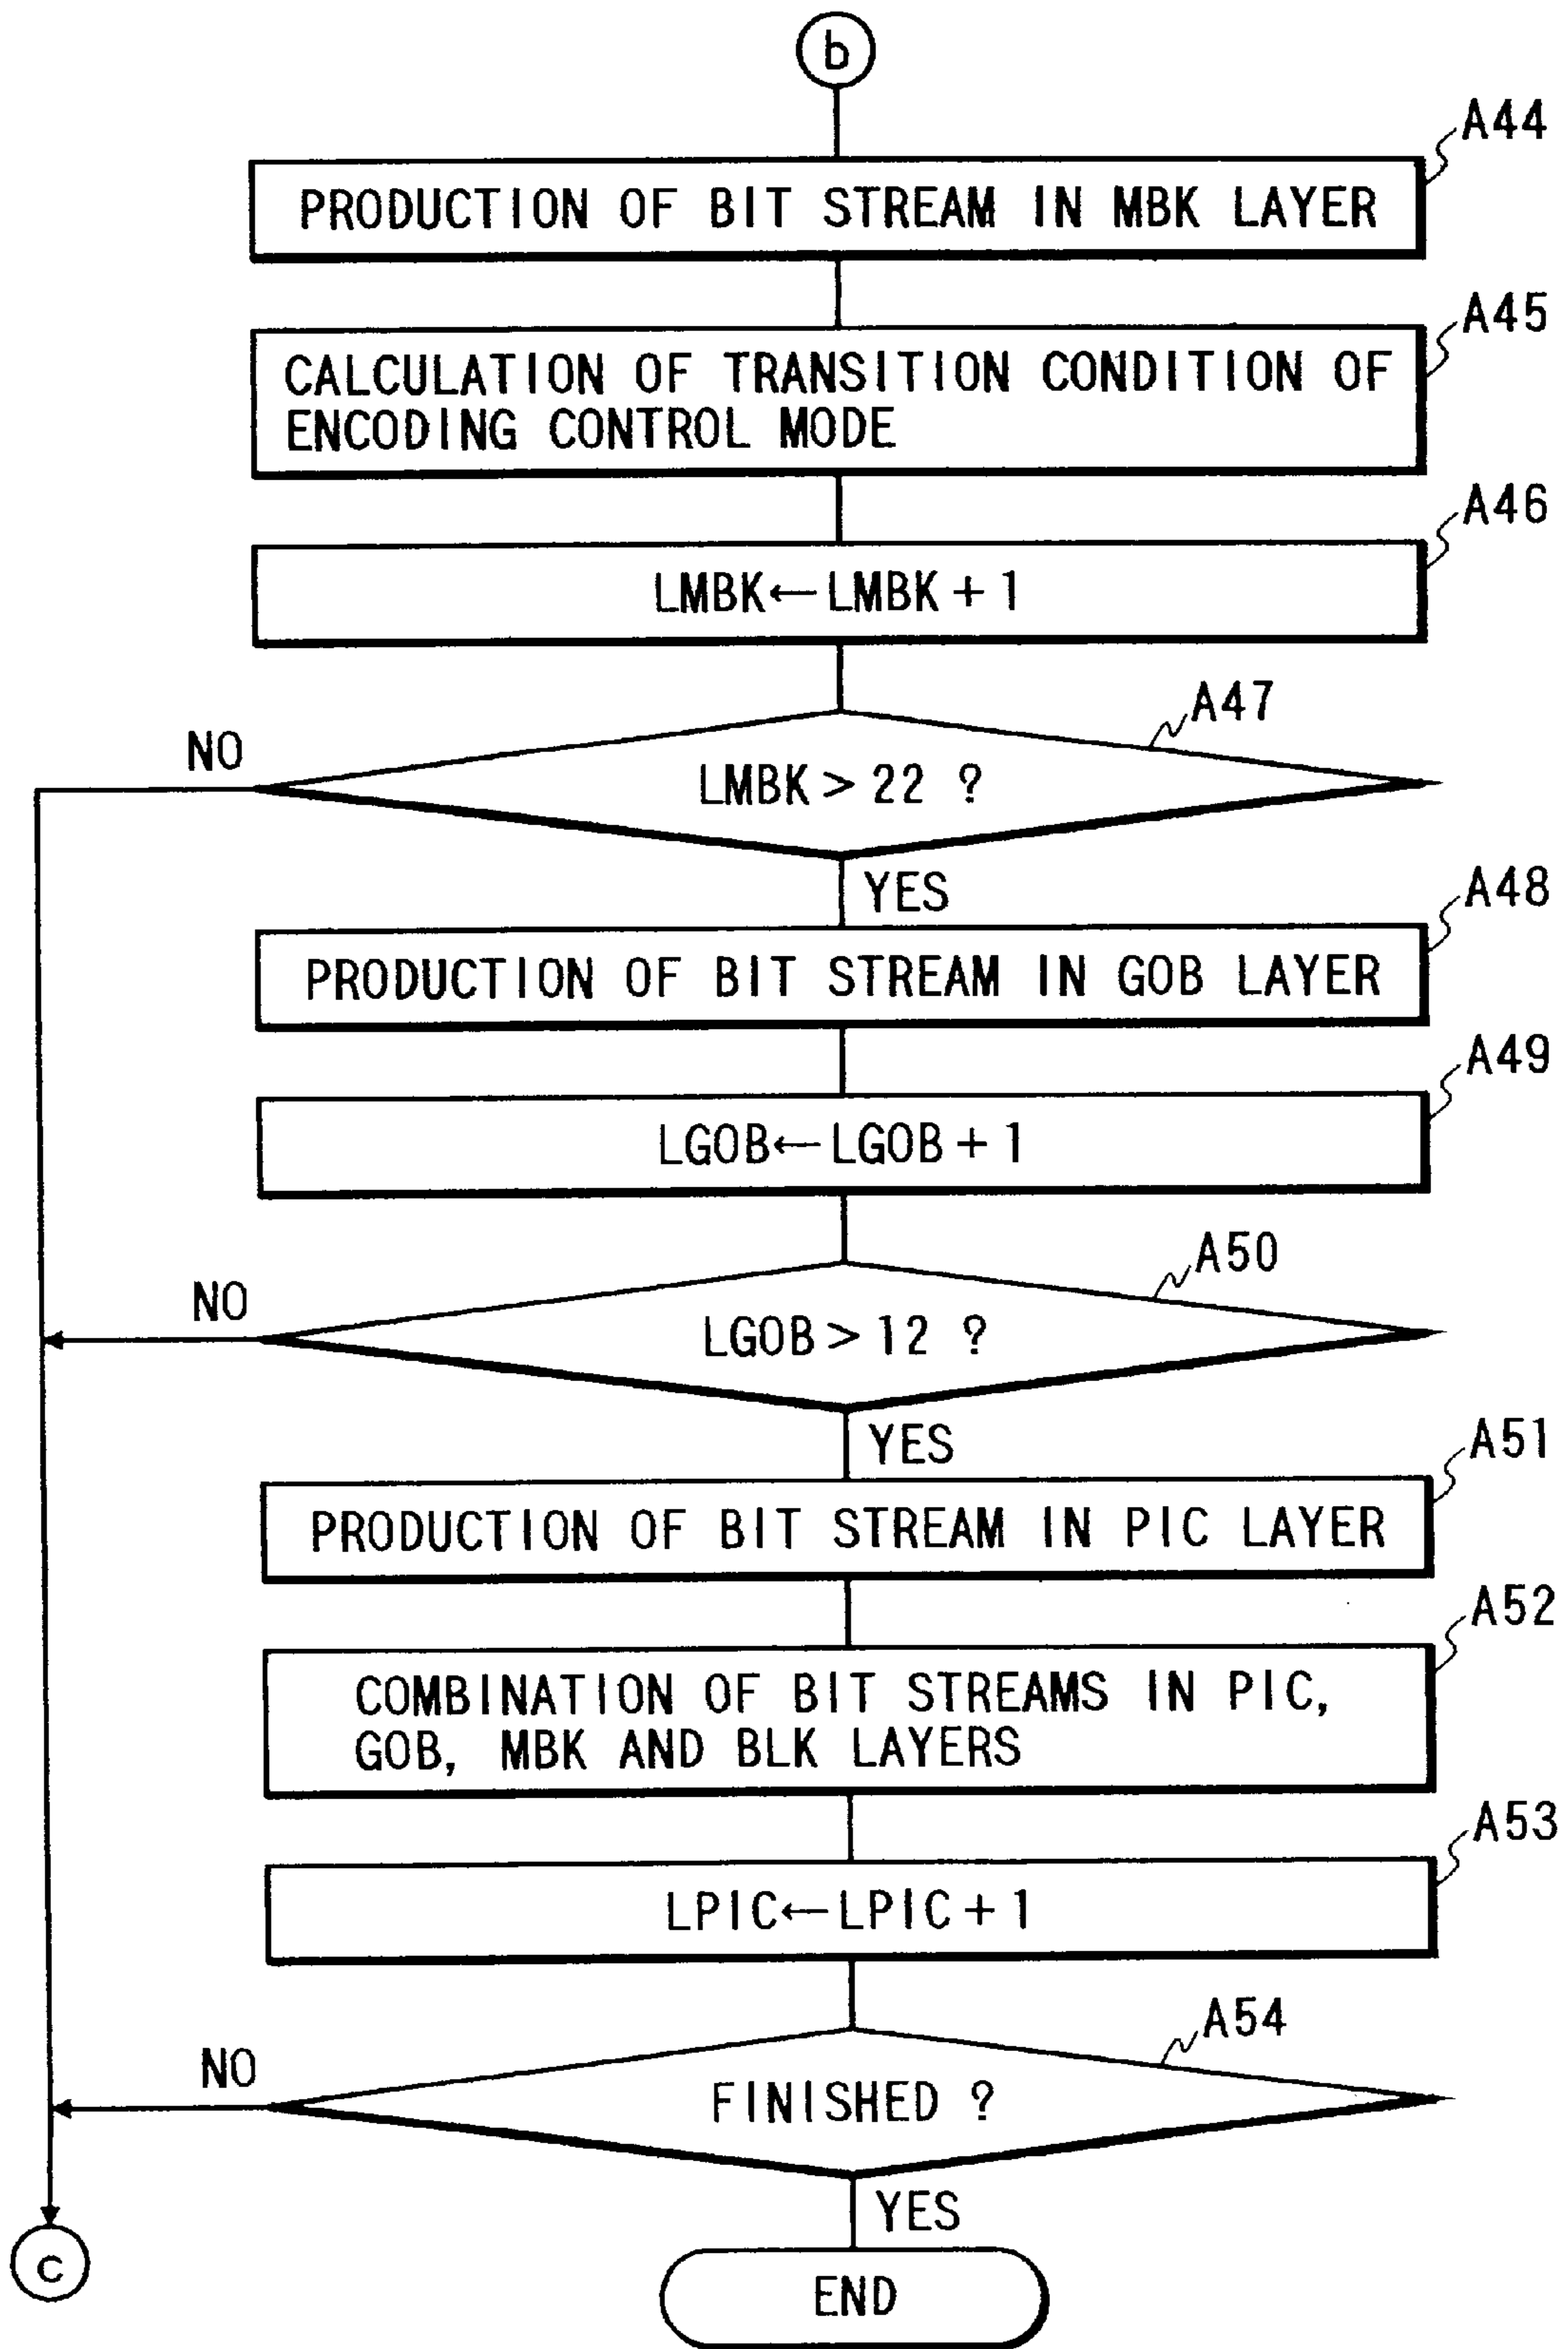 b
A44
PRODUCTION OF BIT STREAM IN MBK LAYER
A45
CALCULATION OF TRANSITION CONDITION OF
ENCODING CONTROL MODE
A46
LMBK←LMBK+1
A47
NO
LMBK>22 ?
YES
A48
PRODUCTION OF BIT STREAM IN GOB LAYER
A49
LGOB←LGOB+1
A50
NO
LGOB>12 ?
YES
A51
PRODUCTION OF BIT STREAM IN PIC LAYER
A52
COMBINATION OF BIT STREAMS IN PIC,
GOB, MBK AND BLK LAYERS
A53
LPIC←LPIC+1
A54
NO
FINISHED ?
YES
c
END